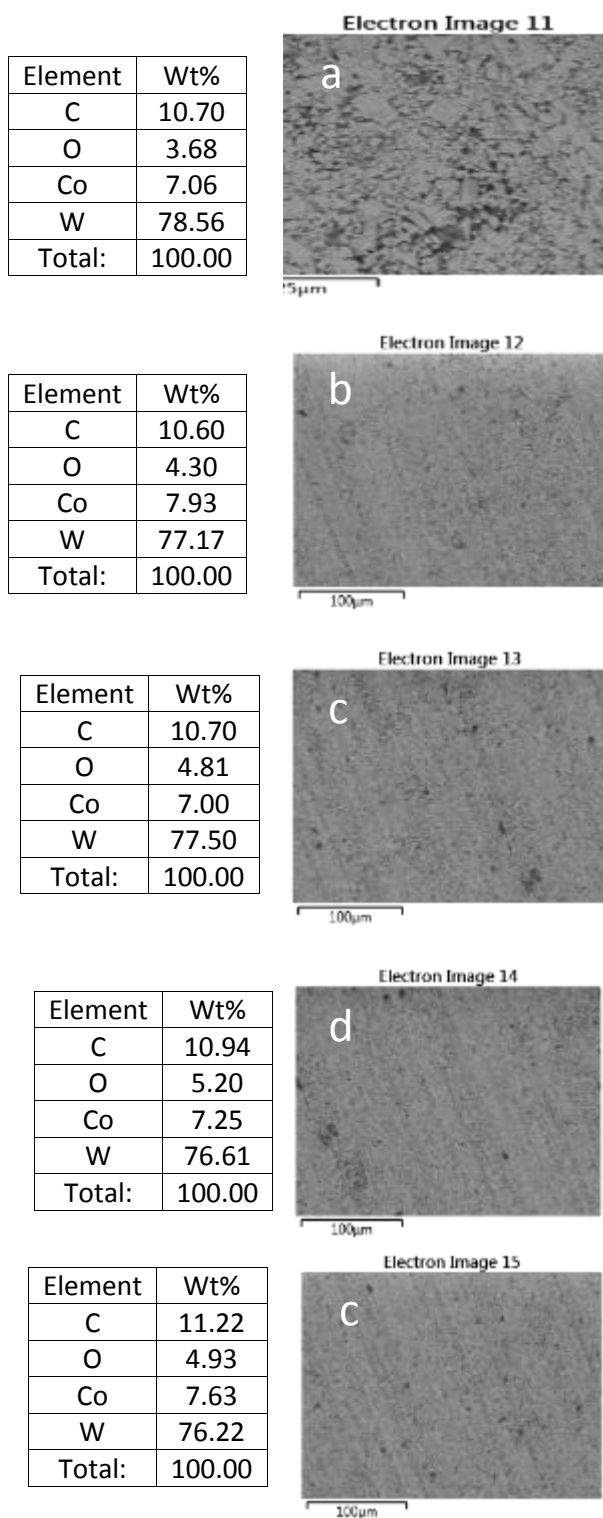 Electron Image 11
a
Element Wt%
C 10.70
O 3.68
Co 7.06
W 78.56
Total: 100.00
25µm
Electron Image 12
b
Element Wt%
C 10.60
O 4.30
Co 7.93
W 77.17
Total: 100.00
100µm
Electron Image 13
c
Element Wt%
C 10.70
O 4.81
Co 7.00
W 77.50
Total: 100.00
100µm
Electron Image 14
d
Element Wt%
C 10.94
O 5.20
Co 7.25
W 76.61
Total: 100.00
100µm
Electron Image 15
c
Element Wt%
C 11.22
O 4.93
Co 7.63
W 76.22
Total: 100.00
100µm